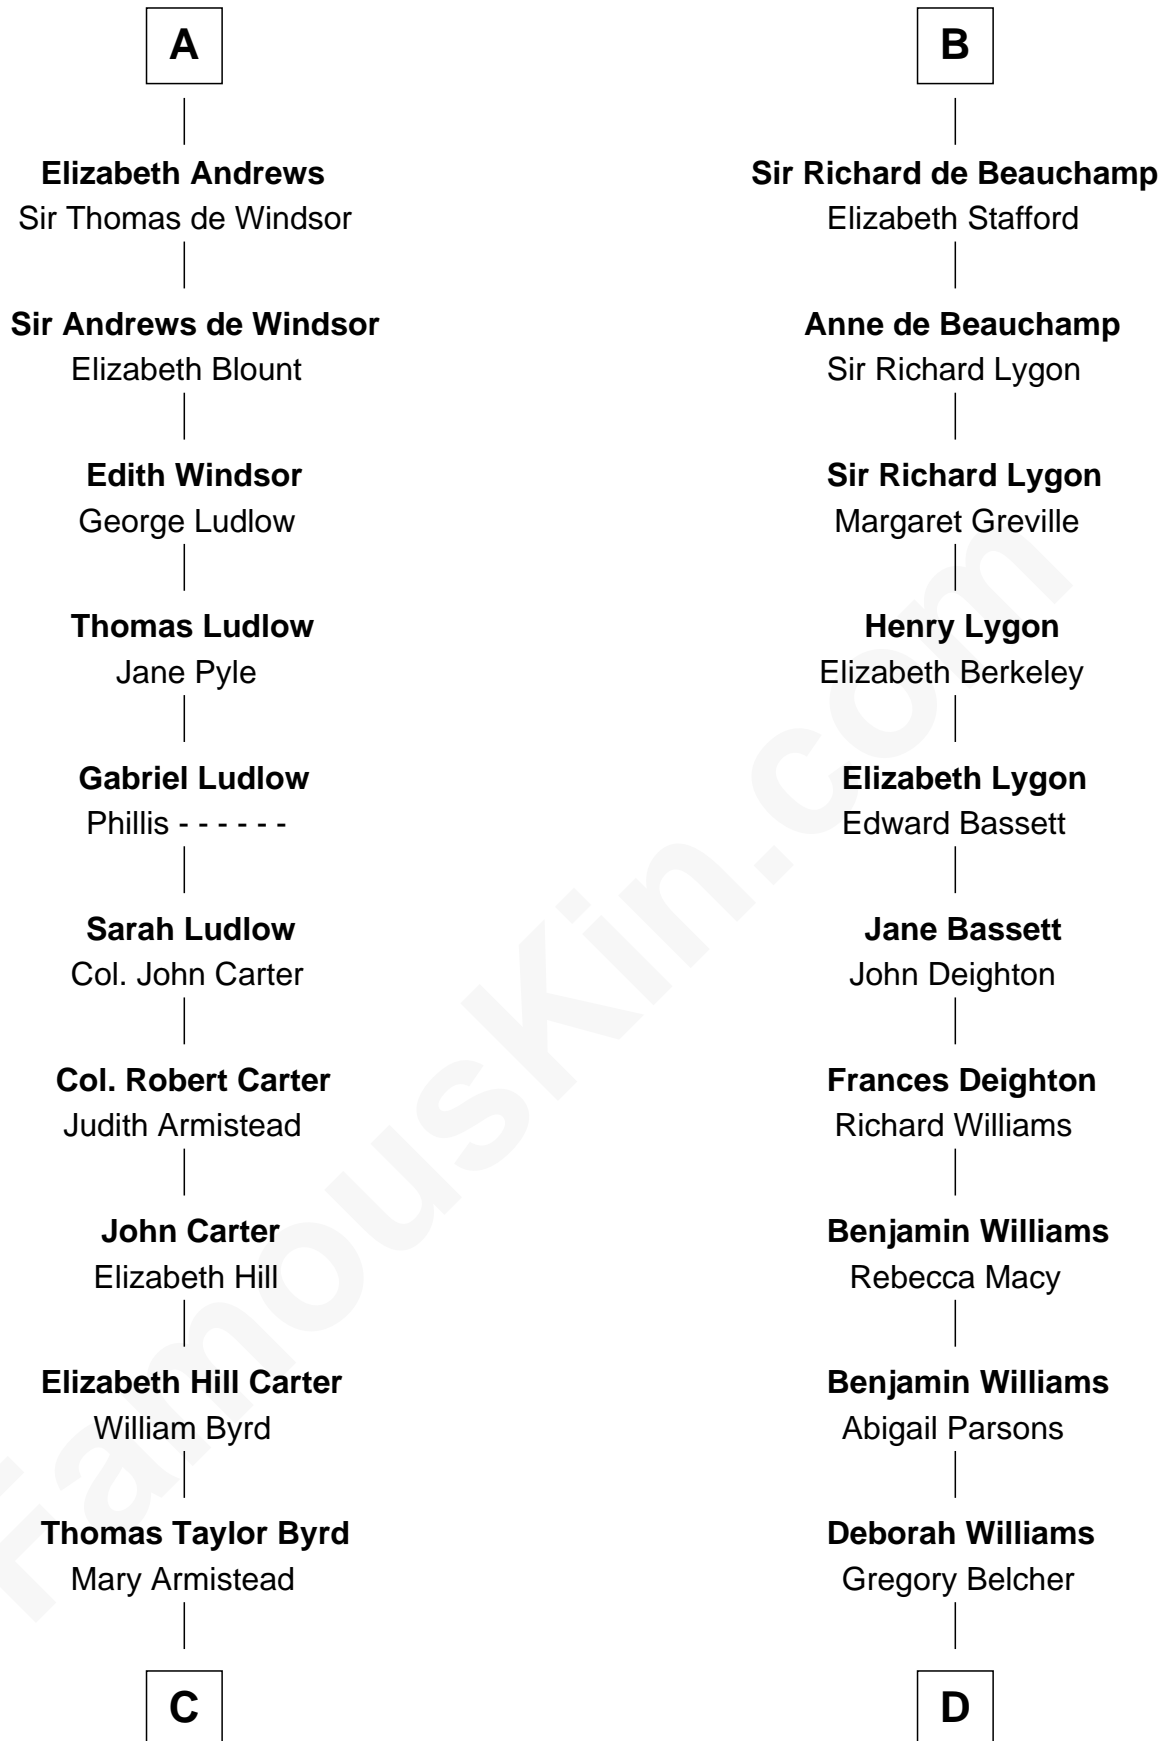 A
Elizabeth Andrews
Sir Thomas de Windsor
Sir Andrews de Windsor
Elizabeth Blount
Edith Windsor
George Ludlow
Thomas Ludlow
Jane Pyle
Gabriel Ludlow
Phillis - - - - - -
Sarah Ludlow
Col. John Carter
Col. Robert Carter
Judith Armistead
John Carter
Elizabeth Hill
Elizabeth Hill Carter
William Byrd
Thomas Taylor Byrd
Mary Armistead
C
B
Sir Richard de Beauchamp
Elizabeth Stafford
Anne de Beauchamp
Sir Richard Lygon
Sir Richard Lygon
Margaret Greville
Henry Lygon
Elizabeth Berkeley
Elizabeth Lygon
Edward Bassett
Jane Bassett
John Deighton
Frances Deighton
Richard Williams
Benjamin Williams
Rebecca Macy
Benjamin Williams
Abigail Parsons
Deborah Williams
Gregory Belcher
D
FamousKin.com